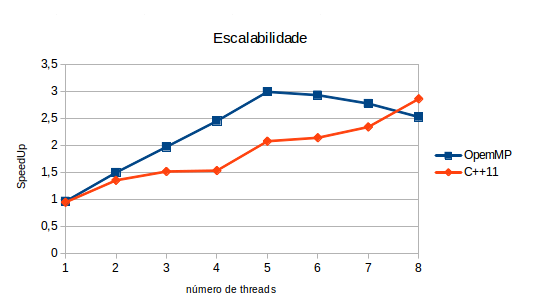 Escalabilidade
3,5
3
2,5
2
1,5
1
0,5
0
SpeedUp
1 2 3 4 5 6 7 8
número de threads
OpemMP
C++11